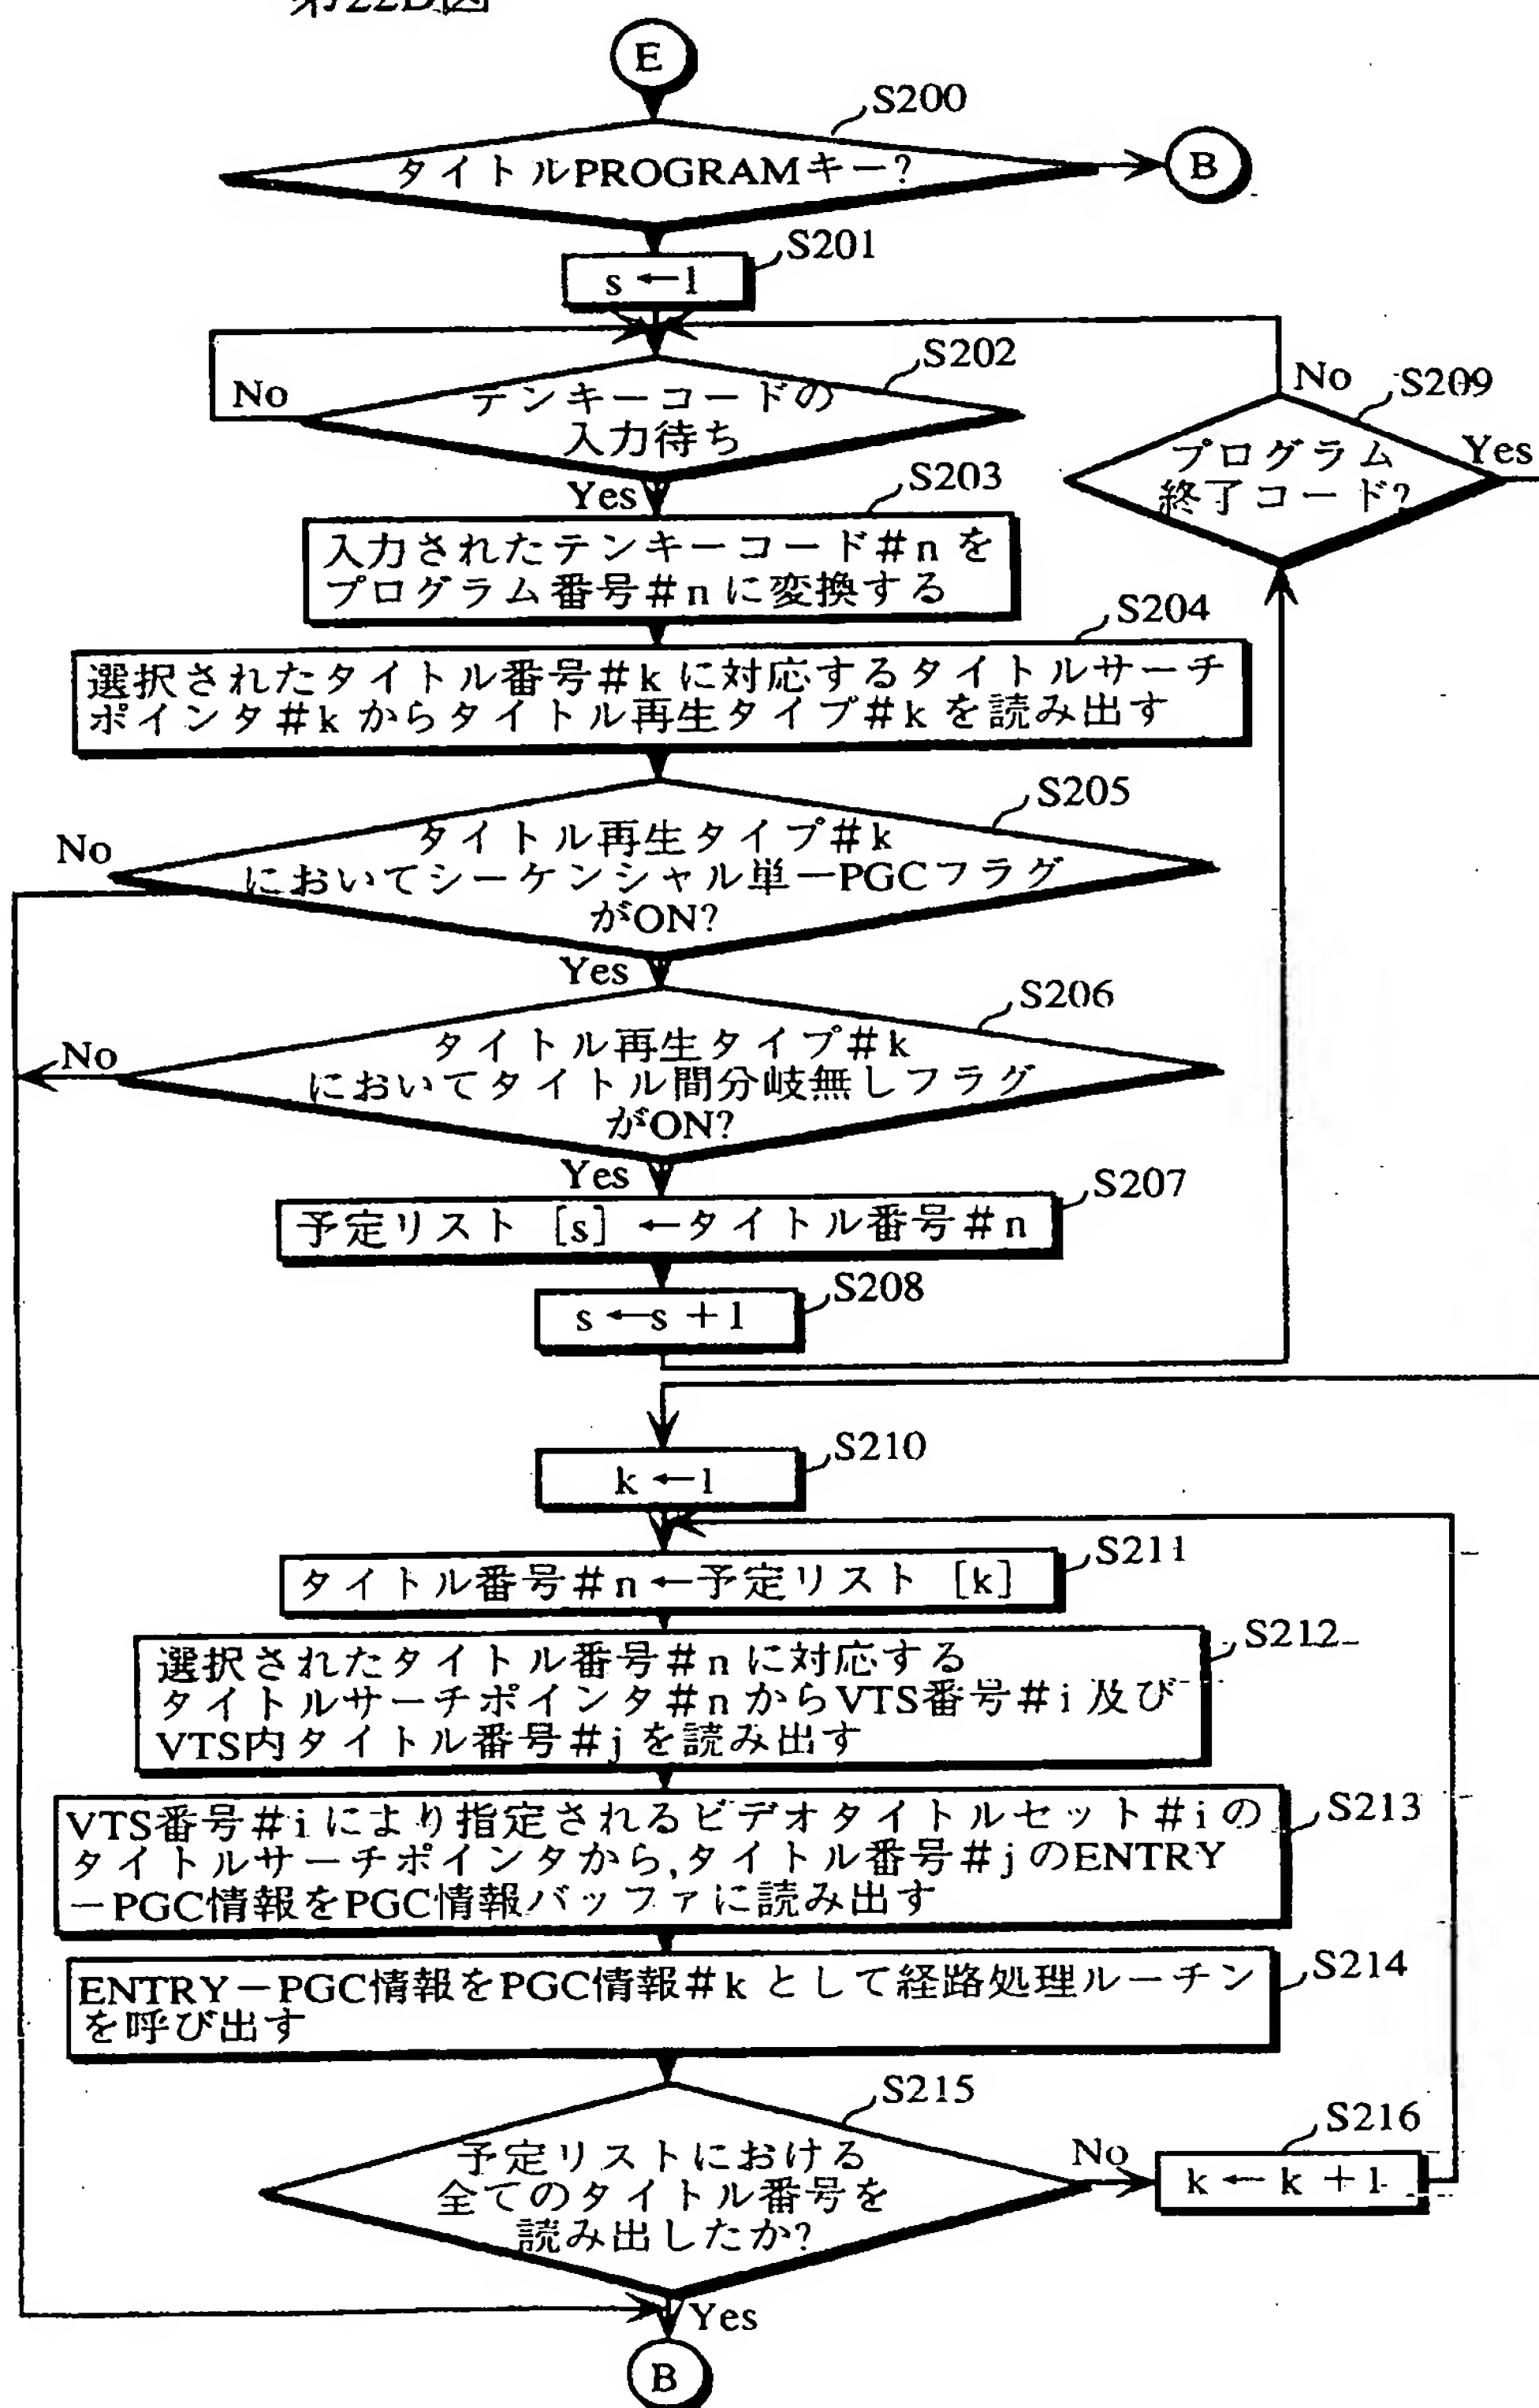 第22B図
E
S200
タイトルPROGRAMキー?
B
S201
s←1
S202
No
テンキーコードの
入力待ち
Yes
No
S209
プログラム
終了コード?
Yes
S203
入力されたテンキーコード#nを
プログラム番号#nに変換する
S204
選択されたタイトル番号#kに対応するタイトルサーチ
ポインタ#kからタイトル再生タイプ#kを読み出す
S205
No
タイトル再生タイプ#k
においてシーケンシャル単一PGCフラグ
がON?
Yes
S206
No
タイトル再生タイプ#k
においてタイトル間分岐無しフラグ
がON?
Yes
S207
予定リスト [s] ←タイトル番号#n
S208
s←s+1
S210
k←1
S211
タイトル番号#n←予定リスト [k]
S212
選択されたタイトル番号#nに対応する
タイトルサーチポインタ#nからVTS番号#i及び
VTS内タイトル番号#jを読み出す
S213
VTS番号#iにより指定されるビデオタイトルセット#iの
タイトルサーチポインタから,タイトル番号#jのENTRY
-PGC情報をPGC情報バッファに読み出す
S214
ENTRY-PGC情報をPGC情報#kとして経路処理ルーチン
を呼び出す
S215
予定リストにおける
全てのタイトル番号を
読み出したか?
No
S216
k←k+1
Yes
B